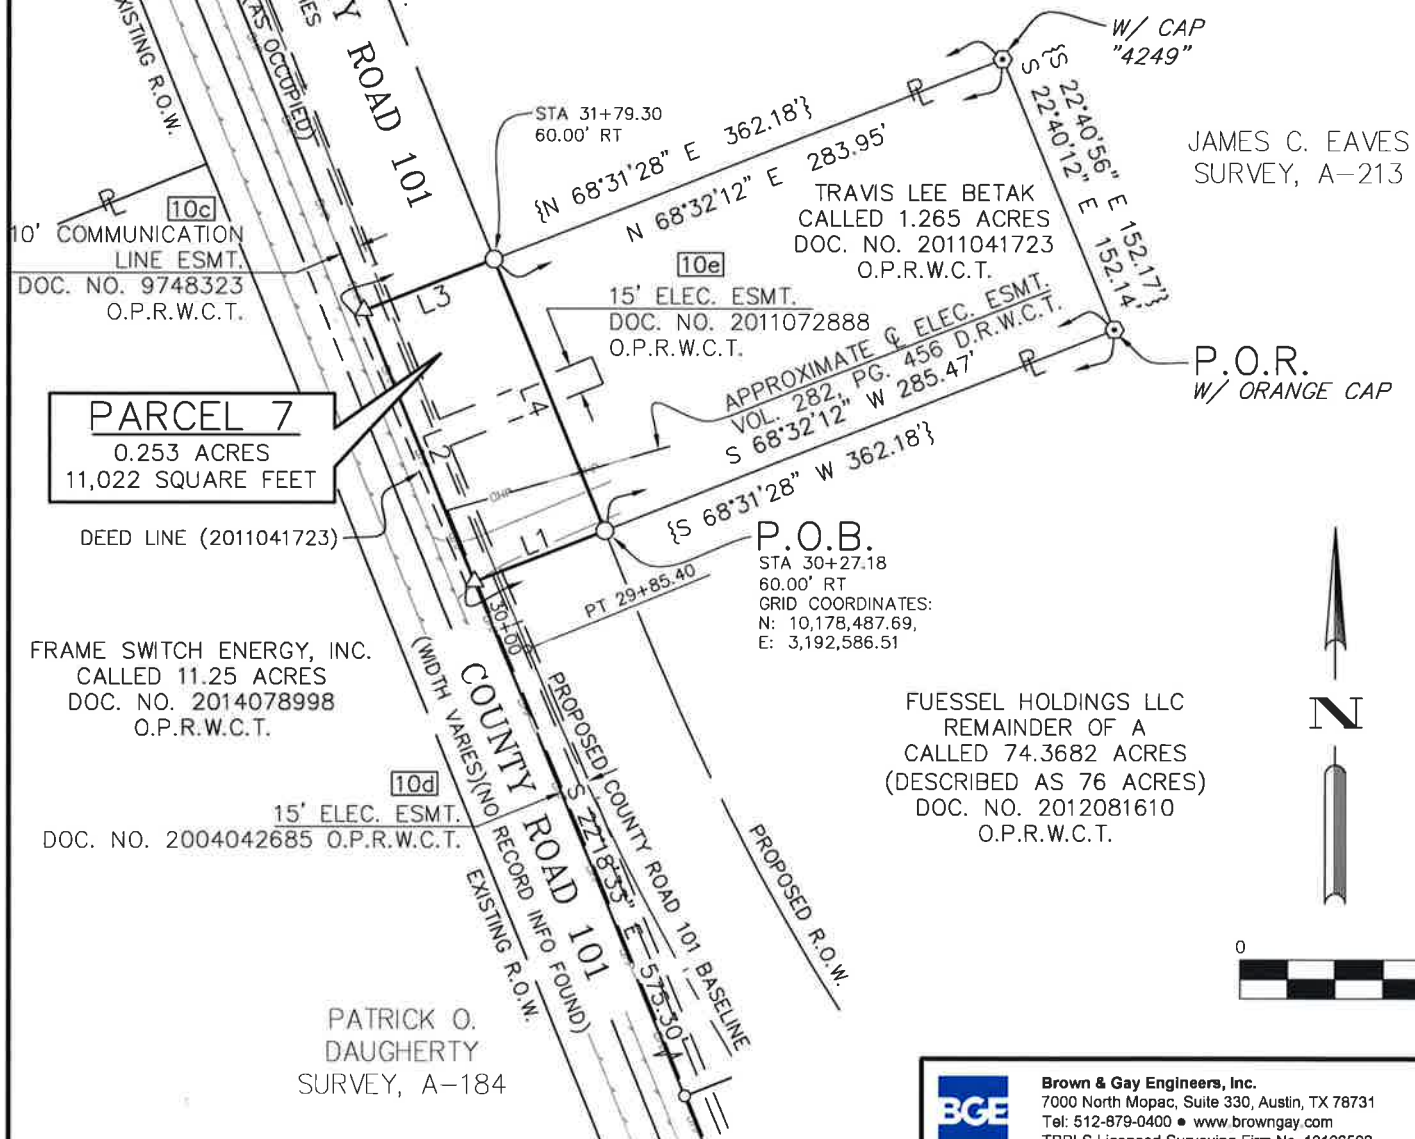 EXISTING R.O.W.
(AS OCCUPIED)
ROAD 101
STA 31+79.30
60.00' RT
W/ CAP
"4249"
{N 68°31'28" E 362.18'}
N 68°32'12" E 283.95'
{S 22°40'56" E 152.17'}
S 22°40'12" E 152.14'
JAMES C. EAVES
SURVEY, A-213
TRAVIS LEE BETAK
CALLED 1.265 ACRES
DOC. NO. 2011041723
O.P.R.W.C.T.
10c
10' COMMUNICATION
LINE ESMT.
DOC. NO. 9748323
O.P.R.W.C.T.
L3
10e
15' ELEC. ESMT.
DOC. NO. 2011072888
O.P.R.W.C.T.
APPROXIMATE ℄ ELEC. ESMT.
VOL. 282, PG. 456 D.R.W.C.T.
S 68°32'12" W 285.47'
{S 68°31'28" W 362.18'}
P.O.R.
W/ ORANGE CAP
L4
L2
PARCEL 7
0.253 ACRES
11,022 SQUARE FEET
OHP
DEED LINE (2011041723)
L1
P.O.B.
STA 30+27.18
60.00' RT
GRID COORDINATES:
N: 10,178,487.69,
E: 3,192,586.51
PT 29+85.40
30+00
FRAME SWITCH ENERGY, INC.
CALLED 11.25 ACRES
DOC. NO. 2014078998
O.P.R.W.C.T.
COUNTY ROAD 101
(WIDTH VARIES)(NO RECORD INFO FOUND)
PROPOSED COUNTY ROAD 101 BASELINE
S 22°18'33" E 575.30'
PROPOSED R.O.W.
EXISTING R.O.W.
10d
15' ELEC. ESMT.
DOC. NO. 2004042685 O.P.R.W.C.T.
FUESSEL HOLDINGS LLC
REMAINDER OF A
CALLED 74.3682 ACRES
(DESCRIBED AS 76 ACRES)
DOC. NO. 2012081610
O.P.R.W.C.T.
N
0
PATRICK O.
DAUGHERTY
SURVEY, A-184
BGE
Brown & Gay Engineers, Inc.
7000 North Mopac, Suite 330, Austin, TX 78731
Tel: 512-879-0400 ● www.browngay.com